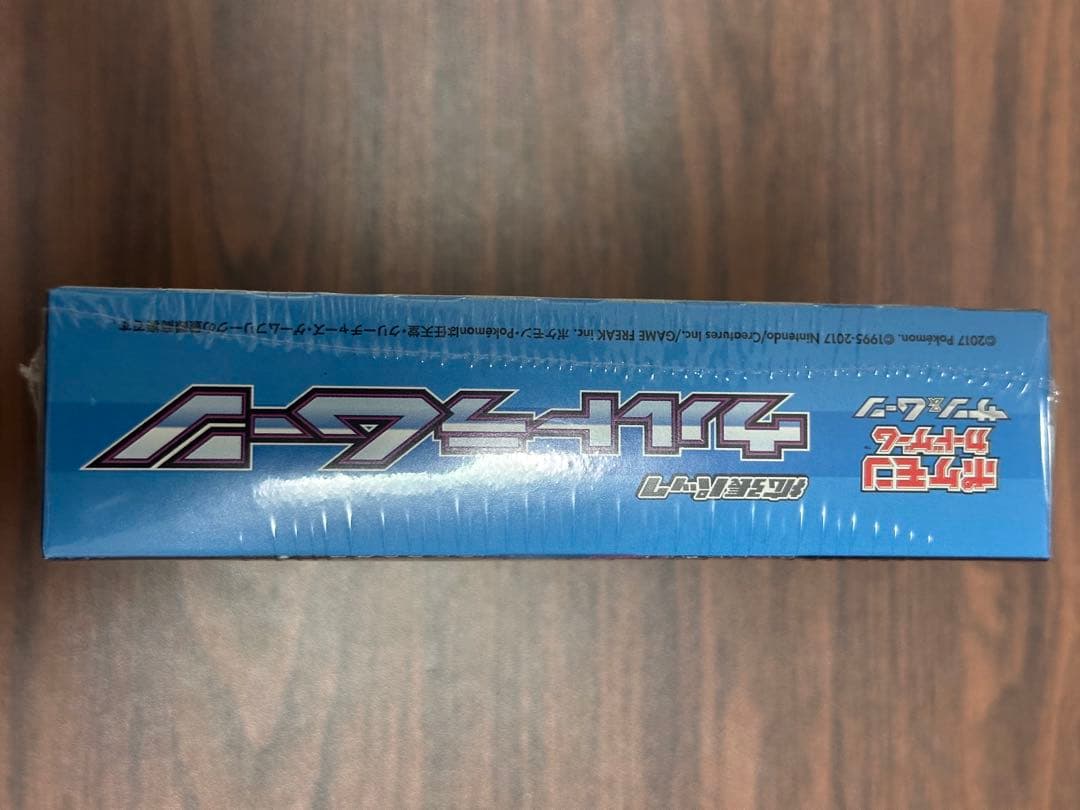 ポケモン
カードゲーム
サン&ムーン
拡張パック
ウルトラムーン
©2017 Pokémon. ©1995-2017 Nintendo/Creatures Inc./GAME FREAK inc. ポケモン・Pokémonは任天堂・クリーチャーズ・ゲームフリークの登録商標です。